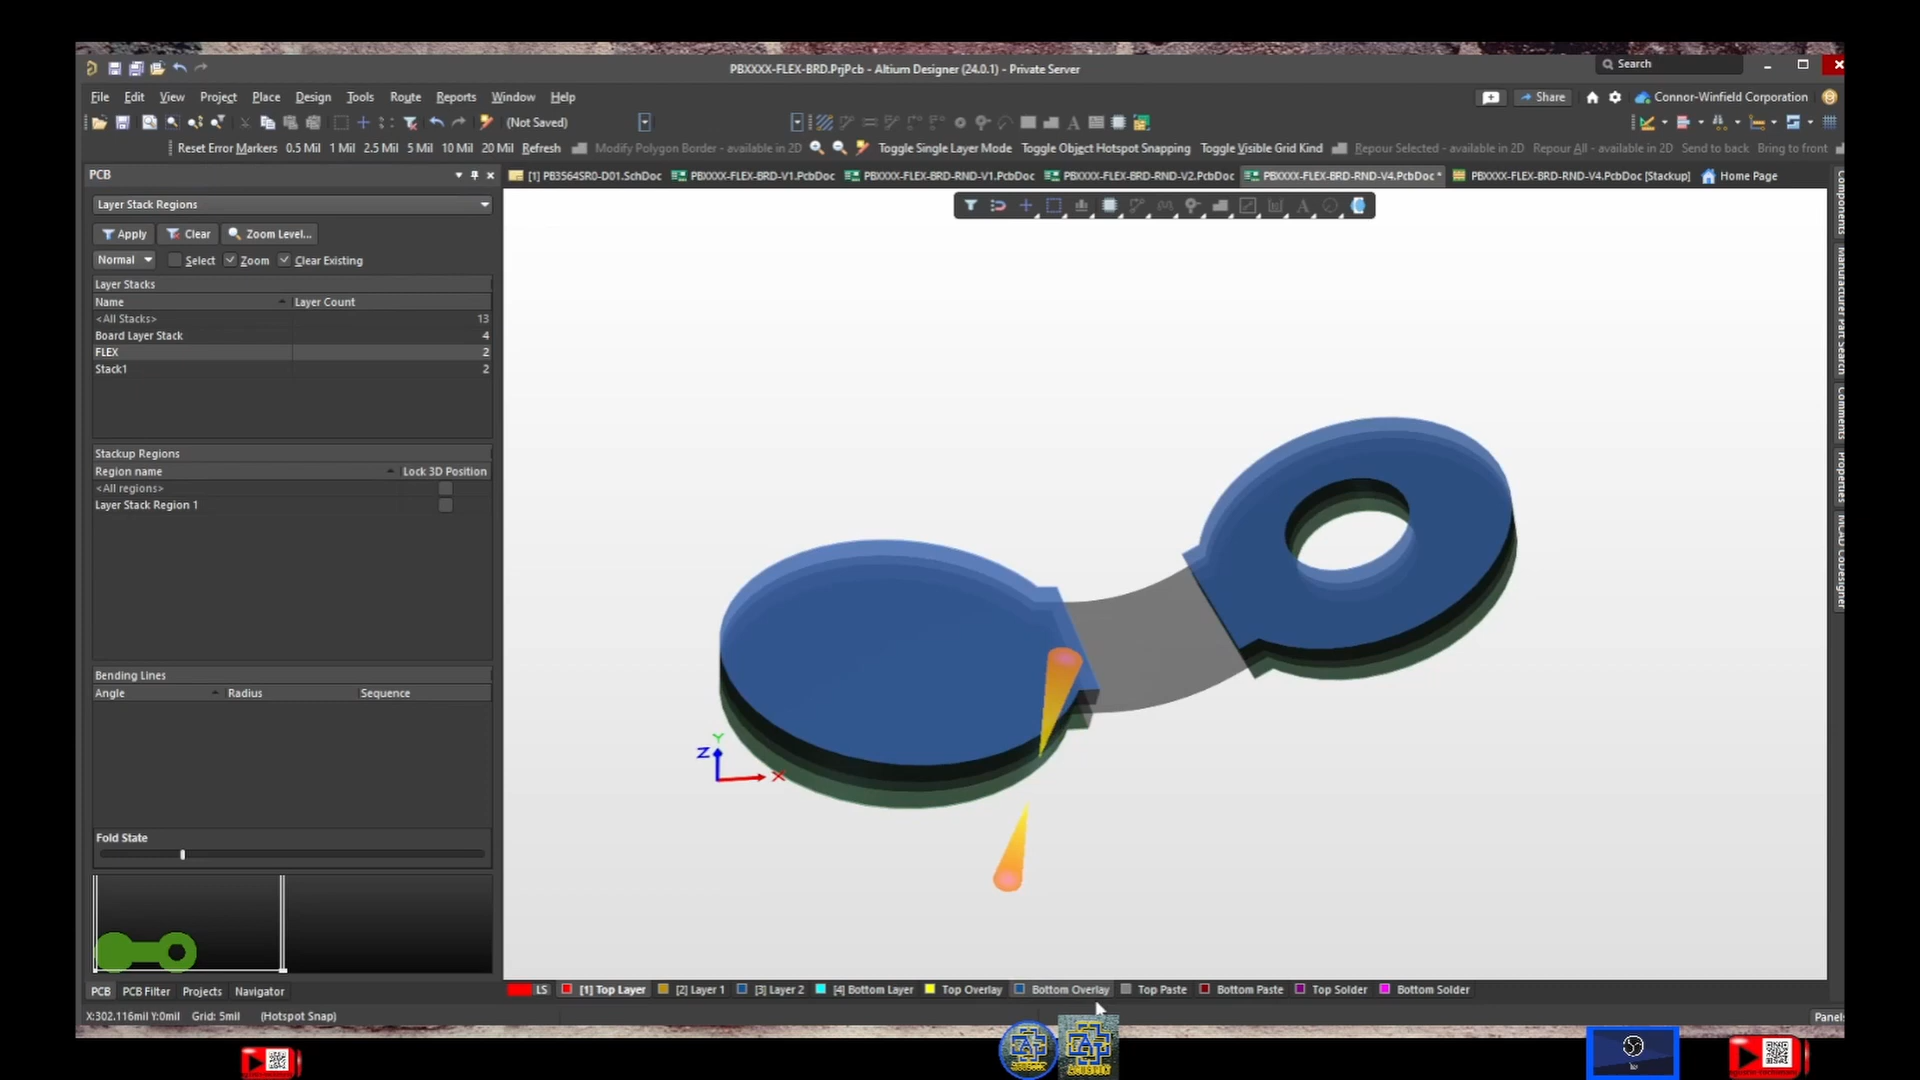 PBXXXX-FLEX-BRD.PrjPcb - Altium Designer (24.0.1) - Private Server
Search
File Edit View Project Place Design Tools Route Reports Window Help
Share
Connor-Winfield Corporation
(Not Saved)
Reset Error Markers 0.5 Mil 1 Mil 2.5 Mil 5 Mil 10 Mil 20 Mil Refresh Modify Polygon Border - available in 2D Toggle Single Layer Mode Toggle Object Hotspot Snapping Toggle Visible Grid Kind Repour Selected - available in 2D Repour All - available in 2D Send to back Bring to front
PCB
[1] PB3564SR0-D01.SchDoc PBXXXX-FLEX-BRD-V1.PcbDoc PBXXXX-FLEX-BRD-RND-V1.PcbDoc PBXXXX-FLEX-BRD-RND-V2.PcbDoc PBXXXX-FLEX-BRD-RND-V4.PcbDoc * PBXXXX-FLEX-BRD-RND-V4.PcbDoc [Stackup] Home Page
Layer Stack Regions
Apply Clear Zoom Level...
Normal Select Zoom Clear Existing
Layer Stacks
Name Layer Count
<All Stacks> 13
Board Layer Stack 4
FLEX 2
Stack1 2
Stackup Regions
Region name Lock 3D Position
<All regions>
Layer Stack Region 1
Bending Lines
Angle Radius Sequence
Fold State
Y
Z
X
Components
Manufacturer Part Search
Comments
Properties
MCAD CoDesigner
PCB PCB Filter Projects Navigator
LS [1] Top Layer [2] Layer 1 [3] Layer 2 [4] Bottom Layer Top Overlay Bottom Overlay Top Paste Bottom Paste Top Solder Bottom Solder
X:302.116mil Y:0mil Grid: 5mil (Hotspot Snap)
Panels